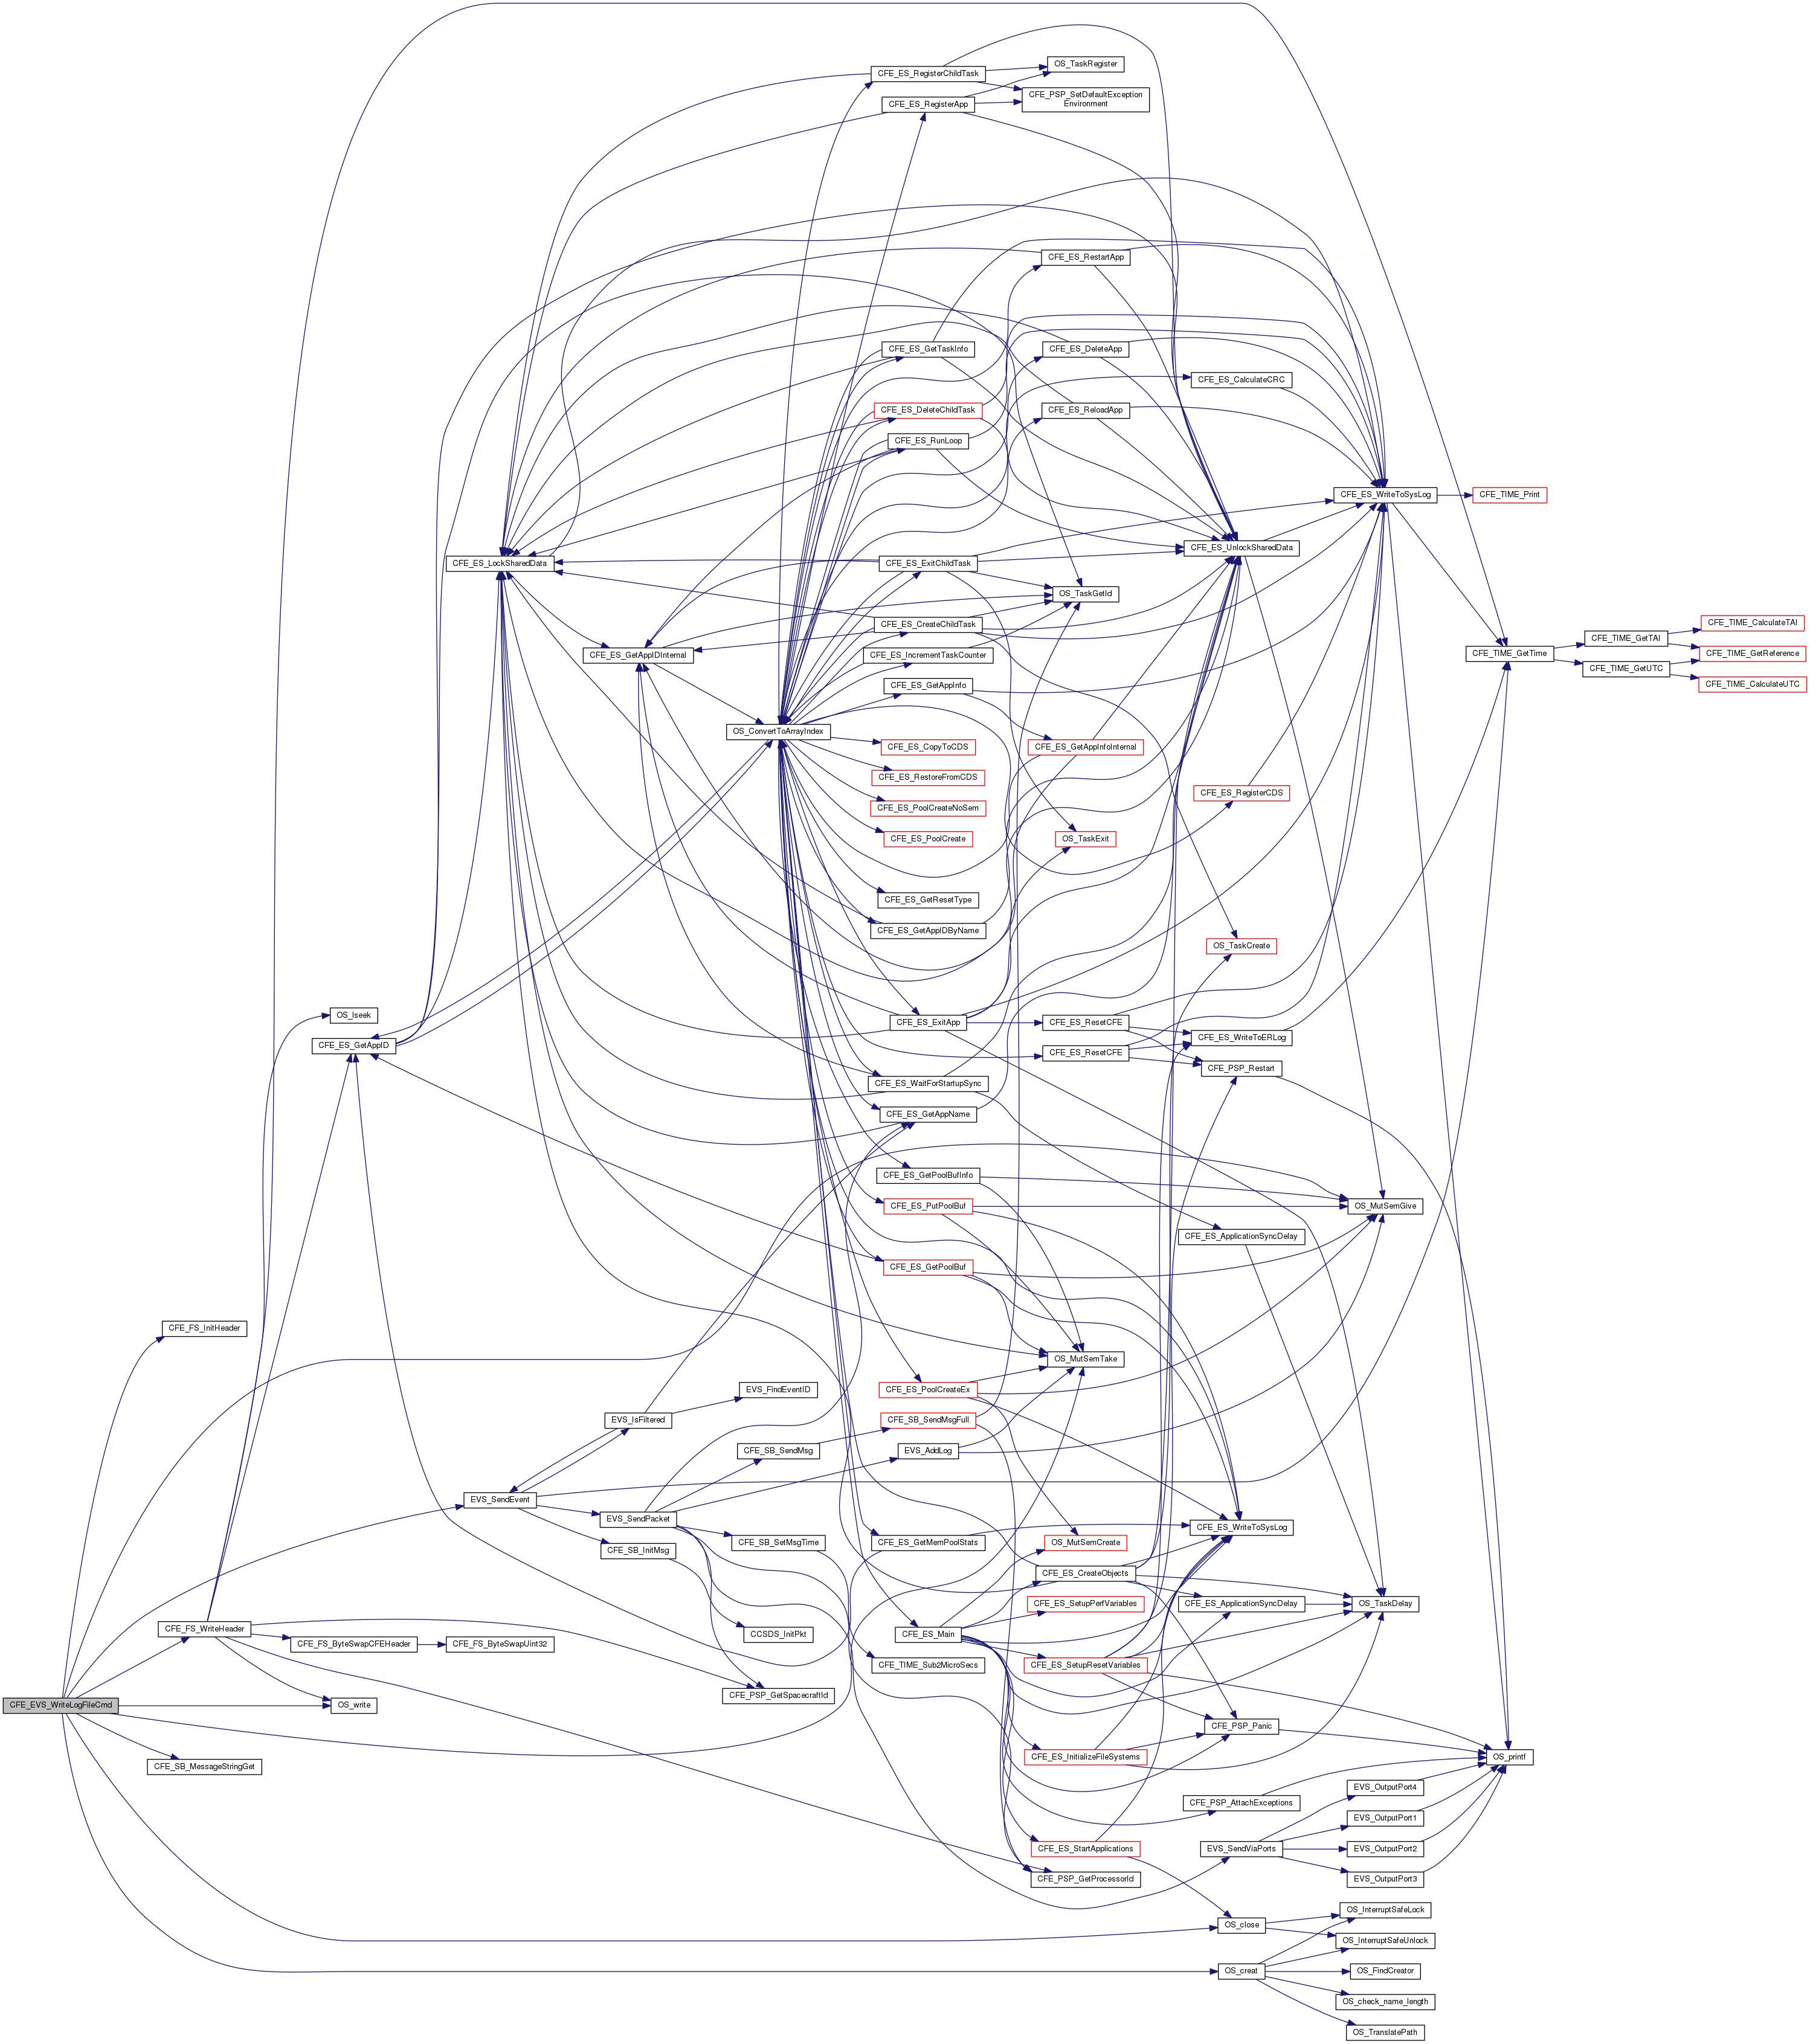 CFE_ES_RegisterChildTask
OS_TaskRegister
CFE_PSP_SetDefaultException
Environment
CFE_ES_RegisterApp
CFE_ES_RestartApp
CFE_ES_GetTaskInfo
CFE_ES_DeleteApp
CFE_ES_CalculateCRC
CFE_ES_DeleteChildTask
CFE_ES_ReloadApp
CFE_ES_RunLoop
CFE_ES_WriteToSysLog
CFE_TIME_Print
CFE_ES_UnlockSharedData
CFE_ES_LockSharedData
CFE_ES_ExitChildTask
OS_TaskGetId
CFE_ES_CreateChildTask
CFE_TIME_CalculateTAI
CFE_TIME_GetTAI
CFE_ES_GetAppIDInternal
CFE_ES_IncrementTaskCounter
CFE_TIME_GetTime
CFE_TIME_GetReference
CFE_TIME_GetUTC
CFE_ES_GetAppInfo
CFE_TIME_CalculateUTC
OS_ConvertToArrayIndex
CFE_ES_CopyToCDS
CFE_ES_GetAppInfoInternal
CFE_ES_RestoreFromCDS
CFE_ES_RegisterCDS
CFE_ES_PoolCreateNoSem
CFE_ES_PoolCreate
OS_TaskExit
CFE_ES_GetResetType
CFE_ES_GetAppIDByName
OS_TaskCreate
OS_lseek
CFE_ES_ExitApp
CFE_ES_ResetCFE
CFE_ES_WriteToERLog
CFE_ES_GetAppID
CFE_ES_ResetCFE
CFE_PSP_Restart
CFE_ES_WaitForStartupSync
CFE_ES_GetAppName
CFE_ES_GetPoolBufInfo
CFE_ES_PutPoolBuf
OS_MutSemGive
CFE_ES_ApplicationSyncDelay
CFE_ES_GetPoolBuf
CFE_FS_InitHeader
OS_MutSemTake
EVS_FindEventID
CFE_ES_PoolCreateEx
EVS_IsFiltered
CFE_SB_SendMsgFull
CFE_SB_SendMsg
EVS_AddLog
EVS_SendEvent
EVS_SendPacket
CFE_ES_WriteToSysLog
CFE_SB_SetMsgTime
CFE_ES_GetMemPoolStats
OS_MutSemCreate
CFE_SB_InitMsg
CFE_ES_CreateObjects
CFE_ES_SetupPerfVariables
CFE_ES_ApplicationSyncDelay
OS_TaskDelay
CFE_FS_WriteHeader
CCSDS_InitPkt
CFE_ES_Main
CFE_FS_ByteSwapCFEHeader
CFE_FS_ByteSwapUint32
CFE_TIME_Sub2MicroSecs
CFE_ES_SetupResetVariables
CFE_PSP_GetSpacecraftId
CFE_EVS_WriteLogFileCmd
OS_write
CFE_PSP_Panic
CFE_ES_InitializeFileSystems
OS_printf
CFE_SB_MessageStringGet
EVS_OutputPort4
CFE_PSP_AttachExceptions
EVS_OutputPort1
CFE_ES_StartApplications
EVS_SendViaPorts
EVS_OutputPort2
CFE_PSP_GetProcessorId
EVS_OutputPort3
OS_InterruptSafeLock
OS_close
OS_InterruptSafeUnlock
OS_creat
OS_FindCreator
OS_check_name_length
OS_TranslatePath